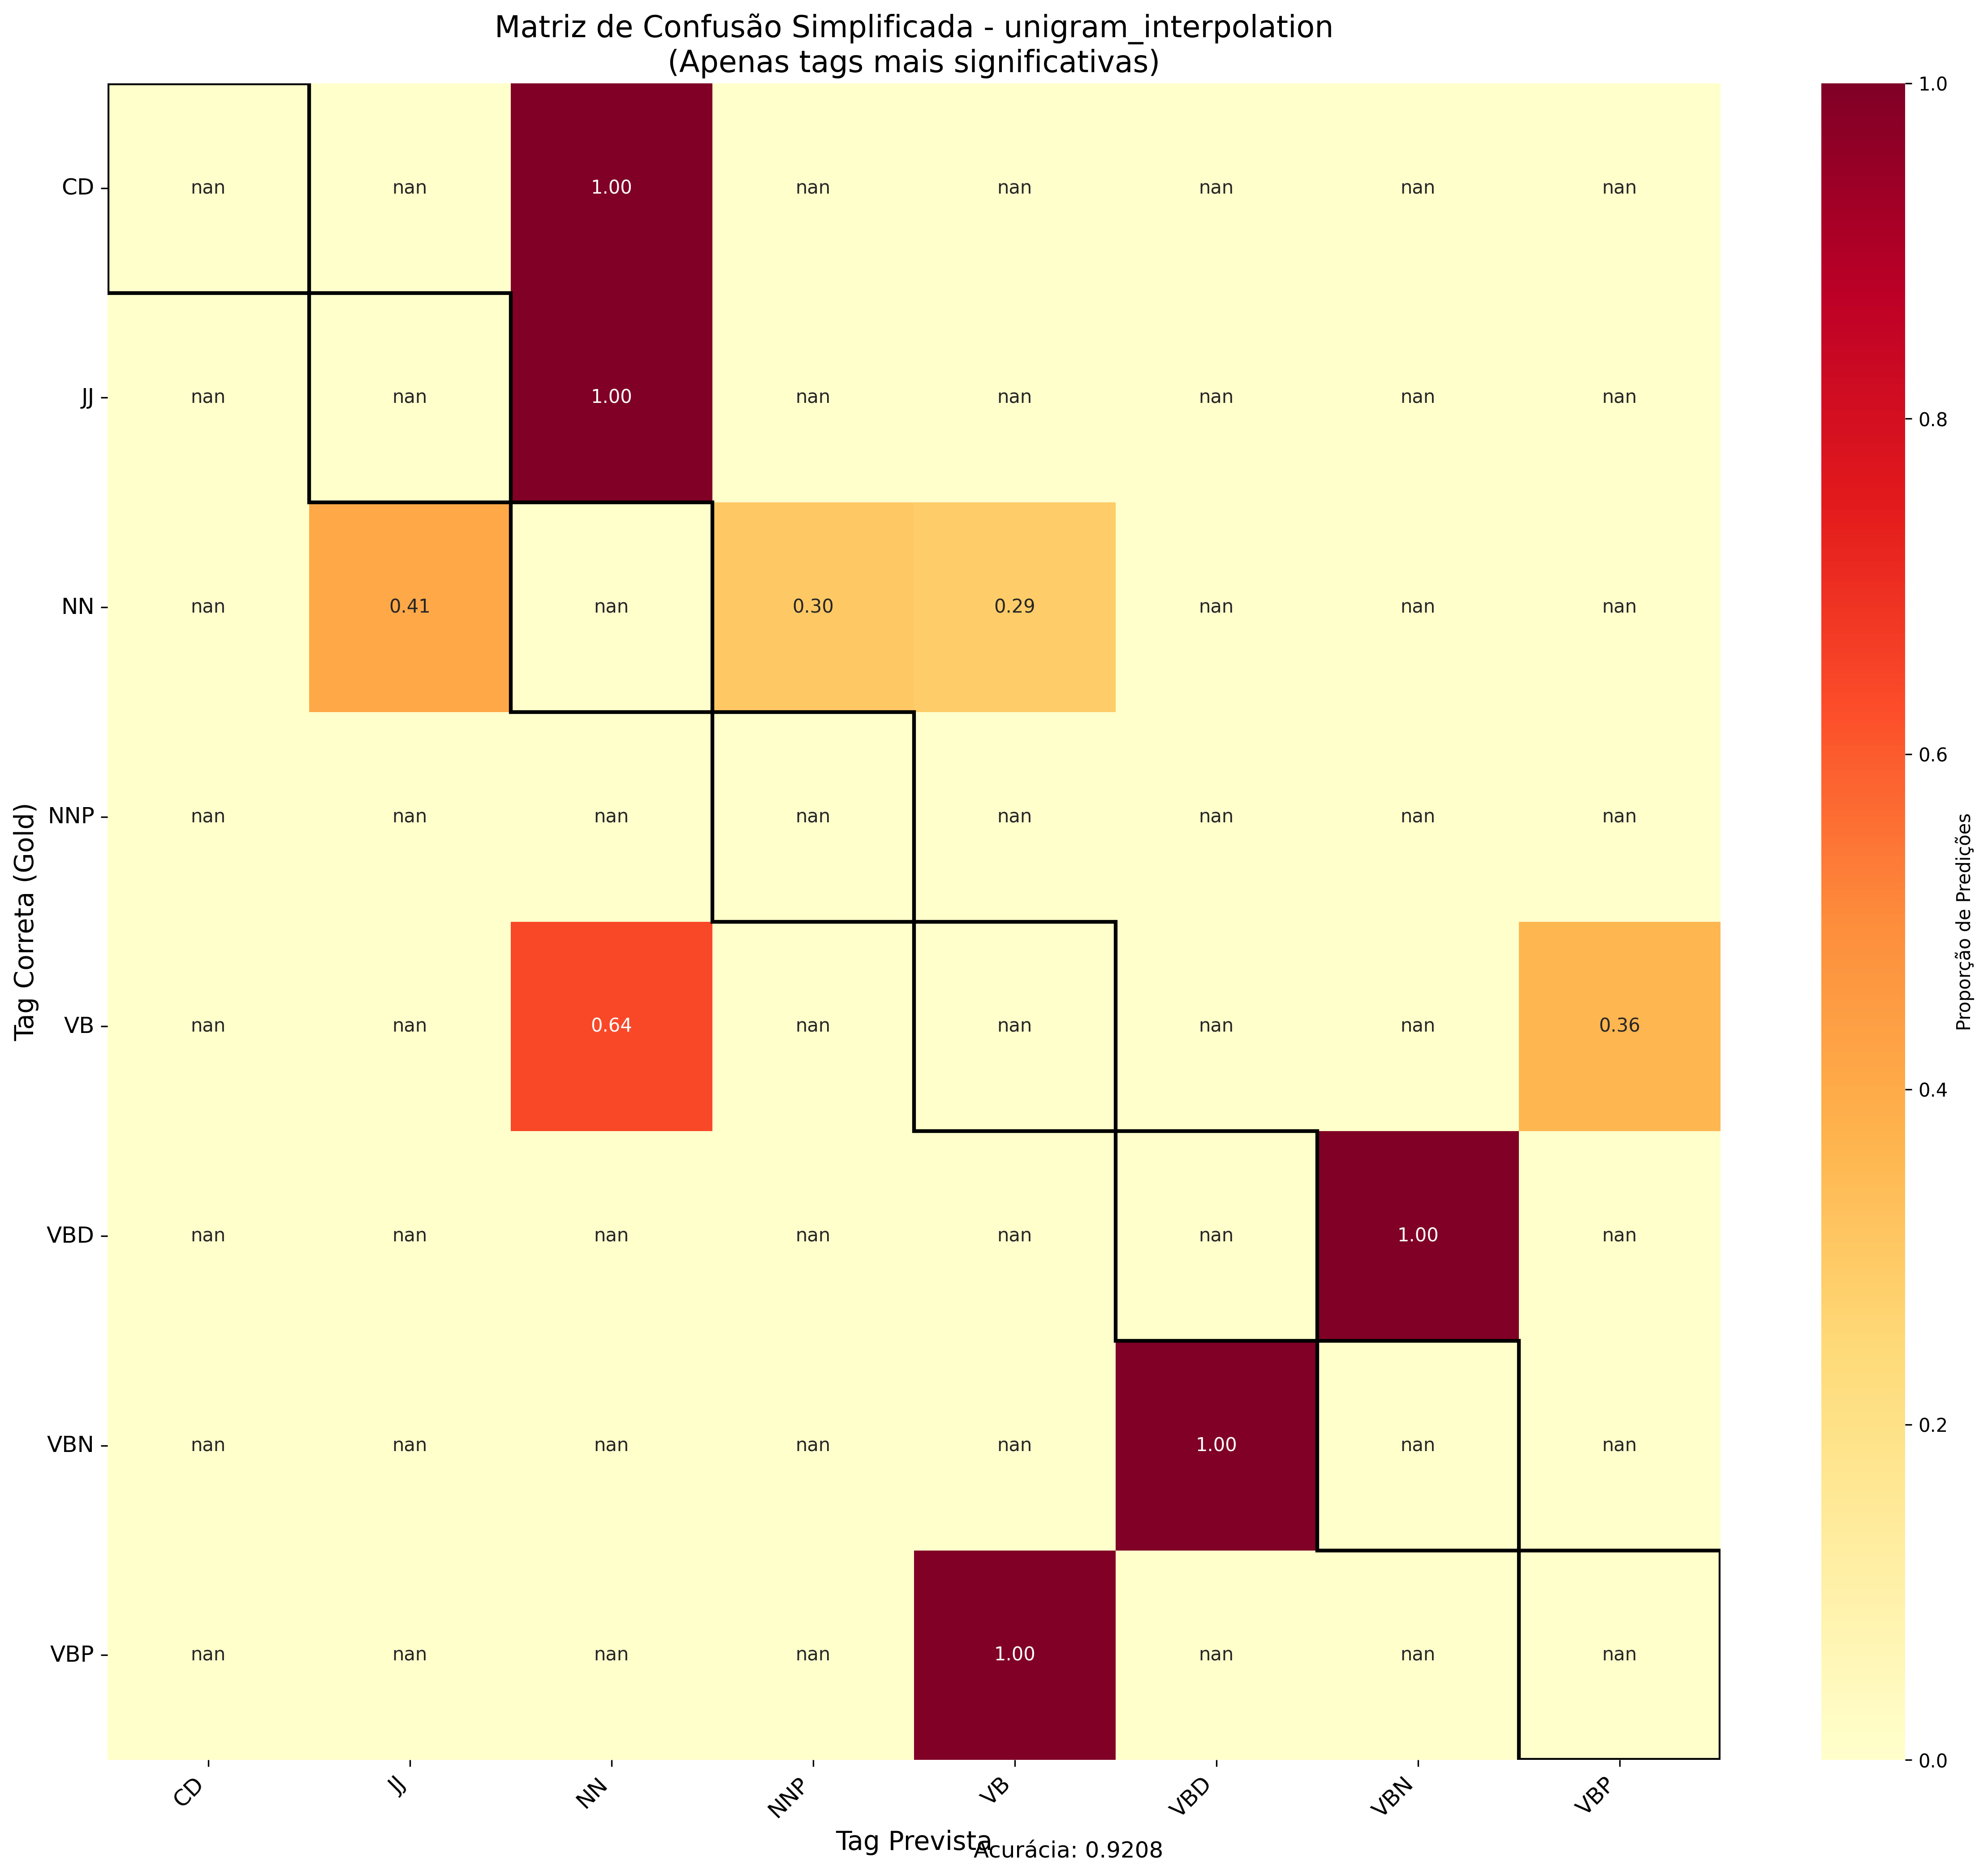 Matriz de Confusão Simplificada - unigram_interpolation
(Apenas tags mais significativas)
Tag Correta (Gold)
CD nan nan 1.00 nan nan nan nan nan
JJ nan nan 1.00 nan nan nan nan nan
NN nan 0.41 nan 0.30 0.29 nan nan nan
NNP nan nan nan nan nan nan nan nan
VB nan nan 0.64 nan nan nan nan 0.36
VBD nan nan nan nan nan nan 1.00 nan
VBN nan nan nan nan nan 1.00 nan nan
VBP nan nan nan nan 1.00 nan nan nan
CD JJ NN NNP VB VBD VBN VBP
Tag Prevista
Acurácia: 0.9208
1.0
0.8
0.6
0.4
0.2
0.0
Proporção de Predições